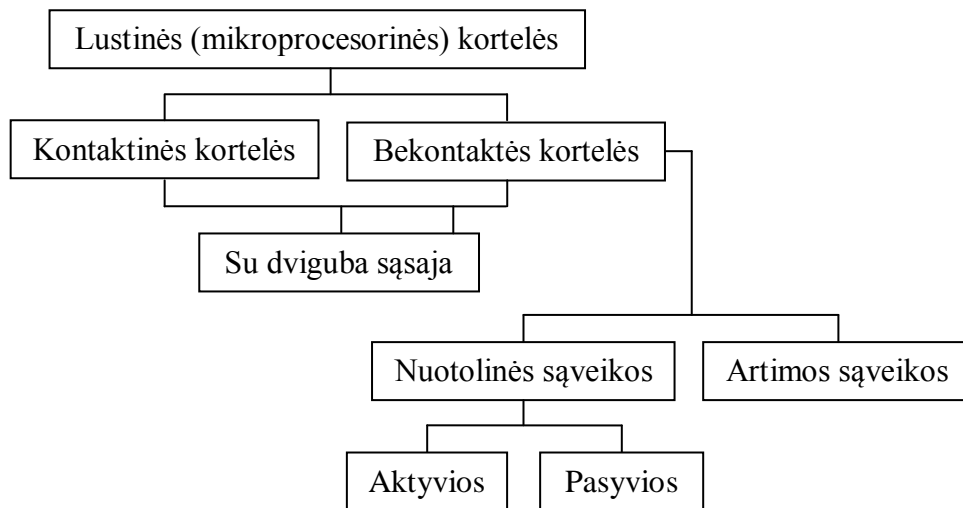 Lustinės (mikroprocesorinės) kortelės
Kontaktinės kortelės
Bekontaktės kortelės
Su dviguba sąsaja
Nuotolinės sąveikos
Artimos sąveikos
Aktyvios
Pasyvios